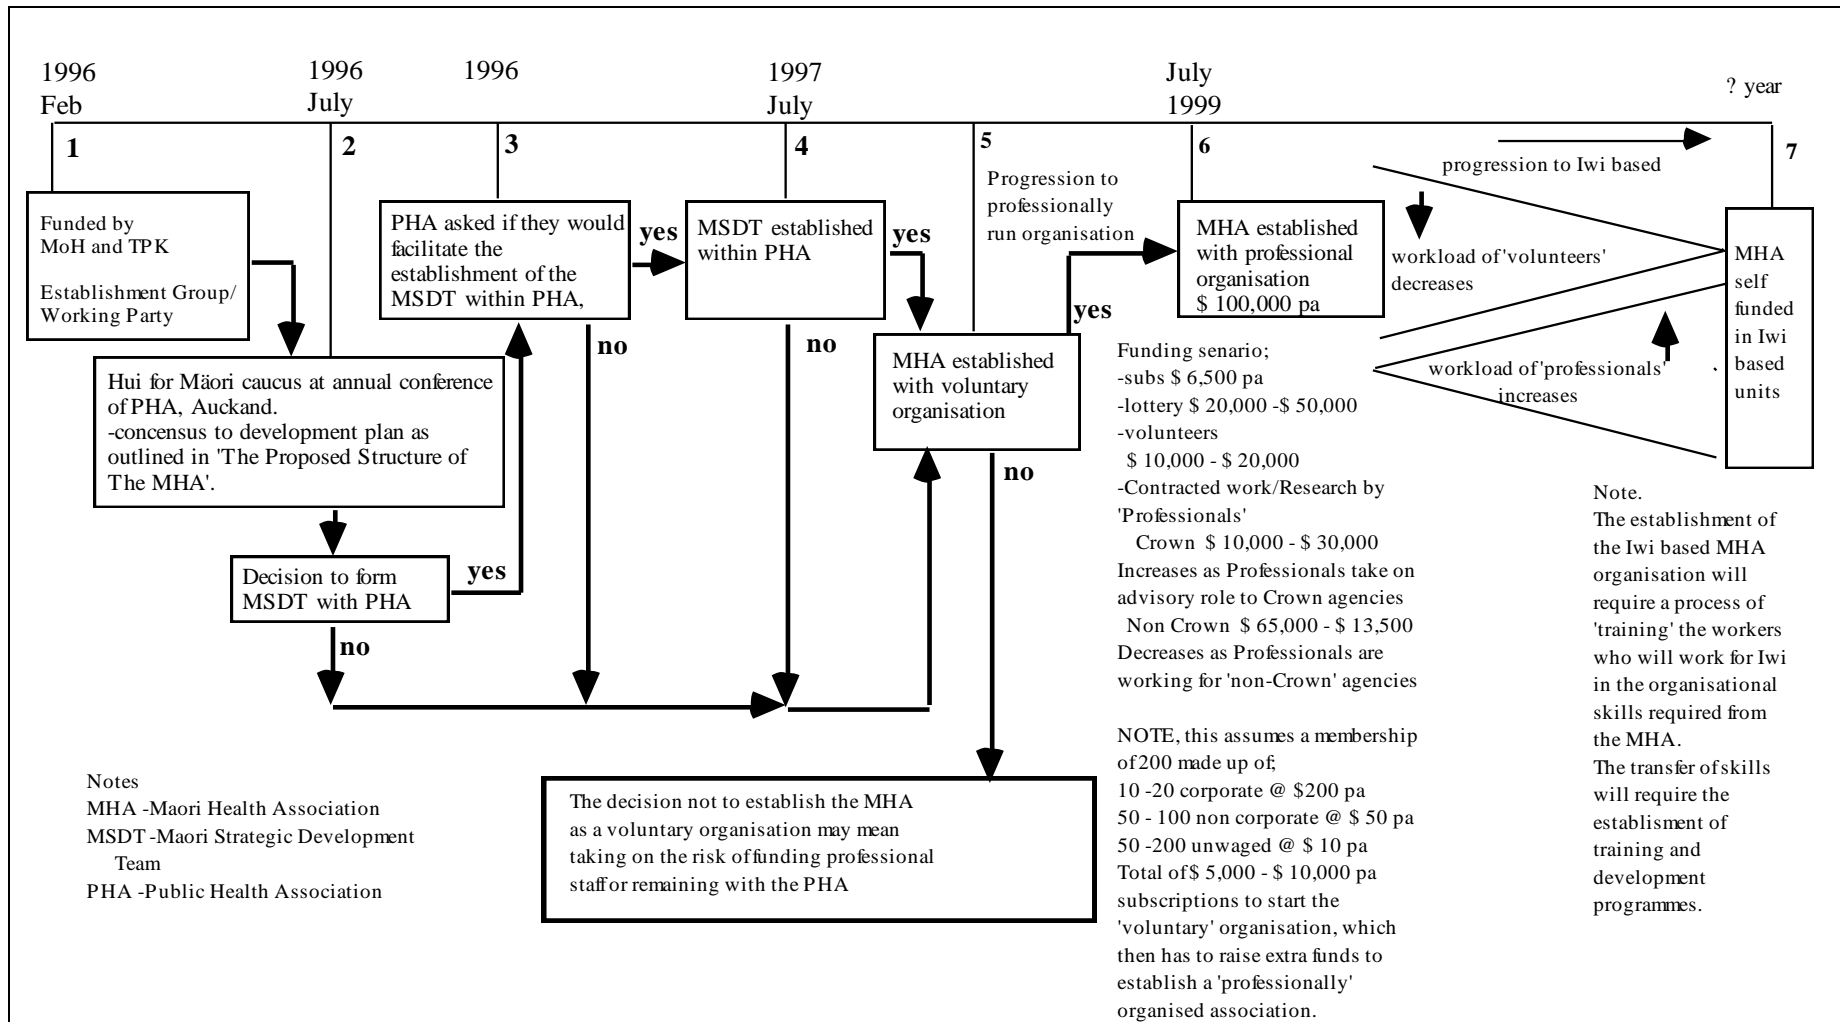 1996
Feb
1996
July
1996
1997
July
July
1999
? year
1
2
3
4
5
6
7
Funded by
MoH and TPK
Establishment Group/
Working Party
Hui for Mäori caucus at annual conference
of PHA, Auckand.
-concensus to development plan as
outlined in 'The Proposed Structure of
The MHA'.
Decision to form
MSDT with PHA
yes
no
PHA asked if they would
facilitate the
establishment of the
MSDT within PHA,
yes
no
MSDT established
within PHA
yes
no
MHA established
with voluntary
organisation
yes
no
Progression to
professionally
run organisation
MHA established
with professional
organisation
$ 100,000 pa
progression to Iwi based
workload of 'volunteers'
decreases
workload of 'professionals'
increases
MHA
self
funded
in Iwi
based
units
Funding senario;
-subs $ 6,500 pa
-lottery $ 20,000 -$ 50,000
-volunteers
$ 10,000 - $ 20,000
-Contracted work/Research by
'Professionals'
Crown $ 10,000 - $ 30,000
Increases as Professionals take on
advisory role to Crown agencies
Non Crown $ 65,000 - $ 13,500
Decreases as Professionals are
working for 'non-Crown' agencies
NOTE, this assumes a membership
of 200 made up of;
10 -20 corporate @ $200 pa
50 - 100 non corporate @ $ 50 pa
50 -200 unwaged @ $ 10 pa
Total of $ 5,000 - $ 10,000 pa
subscriptions to start the
'voluntary' organisation, which
then has to raise extra funds to
establish a 'professionally'
organised association.
Note.
The establishment of
the Iwi based MHA
organisation will
require a process of
'training' the workers
who will work for Iwi
in the organisational
skills required from
the MHA.
The transfer of skills
will require the
establisment of
training and
development
programmes.
The decision not to establish the MHA
as a voluntary organisation may mean
taking on the risk of funding professional
staff or remaining with the PHA
Notes
MHA -Maori Health Association
MSDT -Maori Strategic Development
Team
PHA -Public Health Association